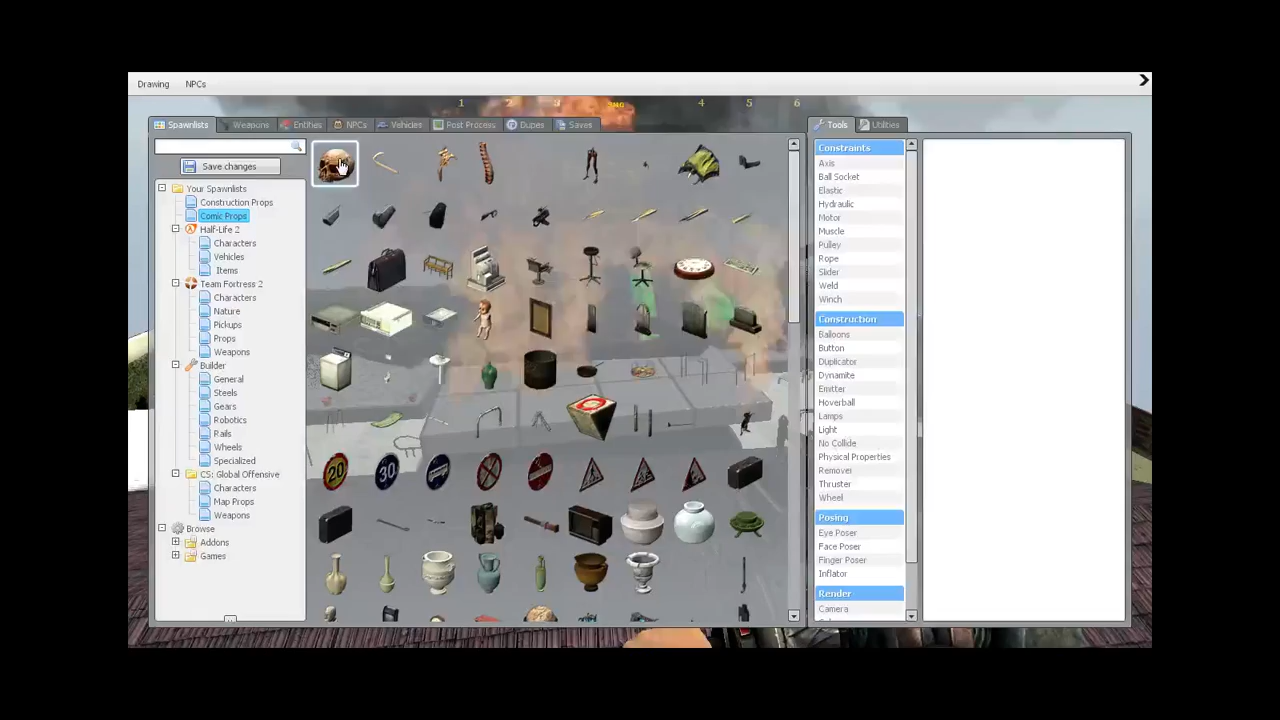 Drawing NPCs
1 2 3 SMG 4 5 6
Spawnlists Weapons Entities NPCs Vehicles Post Process Dupes Saves
Tools Utilities
Save changes
Your Spawnlists
Construction Props
Comic Props
Half-Life 2
Characters
Vehicles
Items
Team Fortress 2
Characters
Nature
Pickups
Props
Weapons
Builder
General
Steels
Gears
Robotics
Rails
Wheels
Specialized
CS: Global Offensive
Characters
Map Props
Weapons
Browse
Addons
Games
20 30
Constraints
Axis
Ball Socket
Elastic
Hydraulic
Motor
Muscle
Pulley
Rope
Slider
Weld
Winch
Construction
Balloons
Button
Duplicator
Dynamite
Emitter
Hoverball
Lamps
Light
No Collide
Physical Properties
Remover
Thruster
Wheel
Posing
Eye Poser
Face Poser
Finger Poser
Inflator
Render
Camera